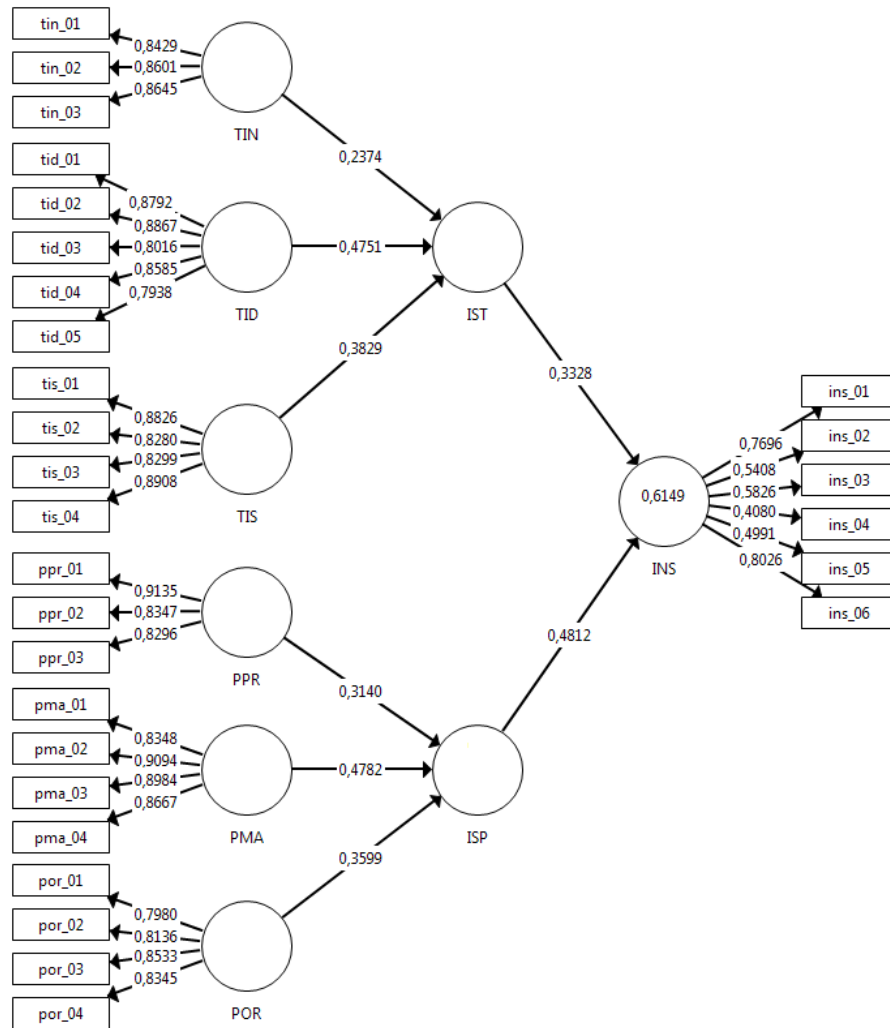 tin_01
0,8429
tin_02
0,8601
tin_03
0,8645
TIN
0,2374
tid_01
0,8792
tid_02
0,8867
tid_03
0,8016
tid_04
0,8585
tid_05
0,7938
TID
0,4751
IST
tis_01
0,8826
tis_02
0,8280
tis_03
0,8299
tis_04
0,8908
TIS
0,3829
0,3328
ppr_01
0,9135
ppr_02
0,8347
ppr_03
0,8296
PPR
0,3140
pma_01
0,8348
pma_02
0,9094
pma_03
0,8984
pma_04
0,8667
PMA
0,4782
ISP
por_01
0,7980
por_02
0,8136
por_03
0,8533
por_04
0,8345
POR
0,3599
0,4812
0,6149
INS
ins_01
0,7696
ins_02
0,5408
ins_03
0,5826
ins_04
0,4080
ins_05
0,4991
ins_06
0,8026